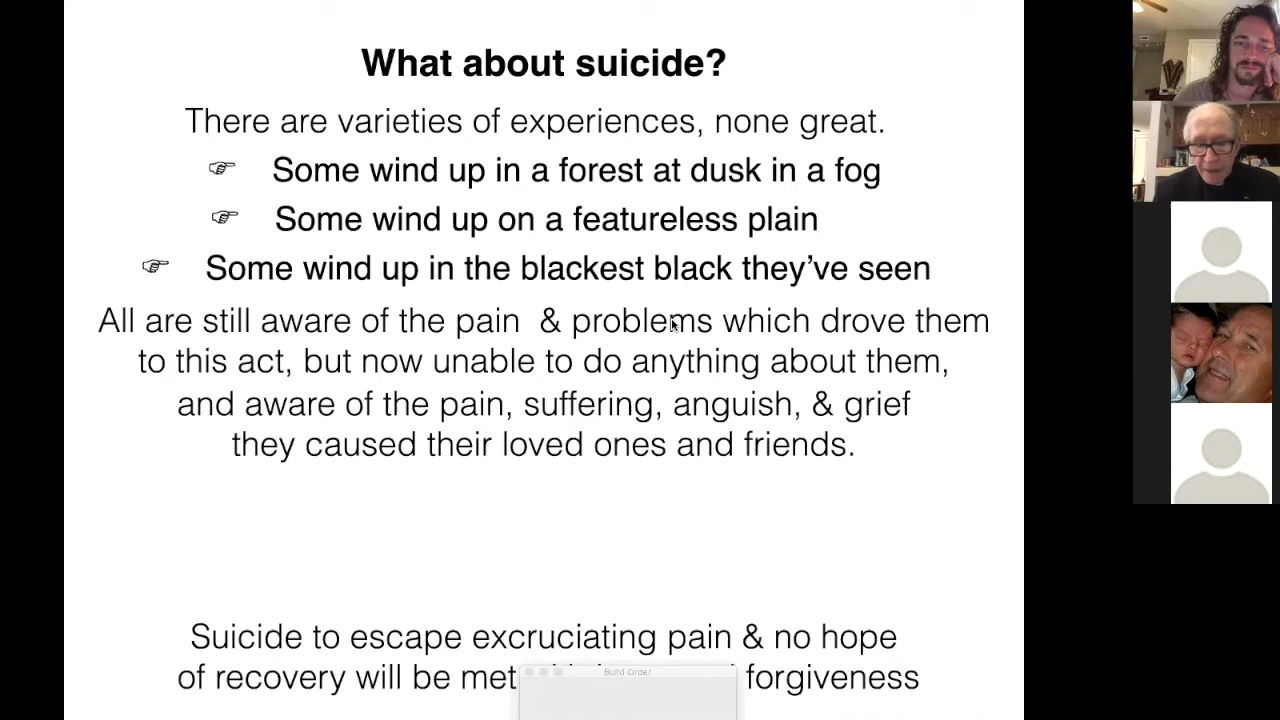 What about suicide?
There are varieties of experiences, none great.
☞ Some wind up in a forest at dusk in a fog
☞ Some wind up on a featureless plain
☞ Some wind up in the blackest black they’ve seen
All are still aware of the pain & problems which drove them
to this act, but now unable to do anything about them,
and aware of the pain, suffering, anguish, & grief
they caused their loved ones and friends.
Suicide to escape excruciating pain & no hope
of recovery will be met forgiveness
Build Order